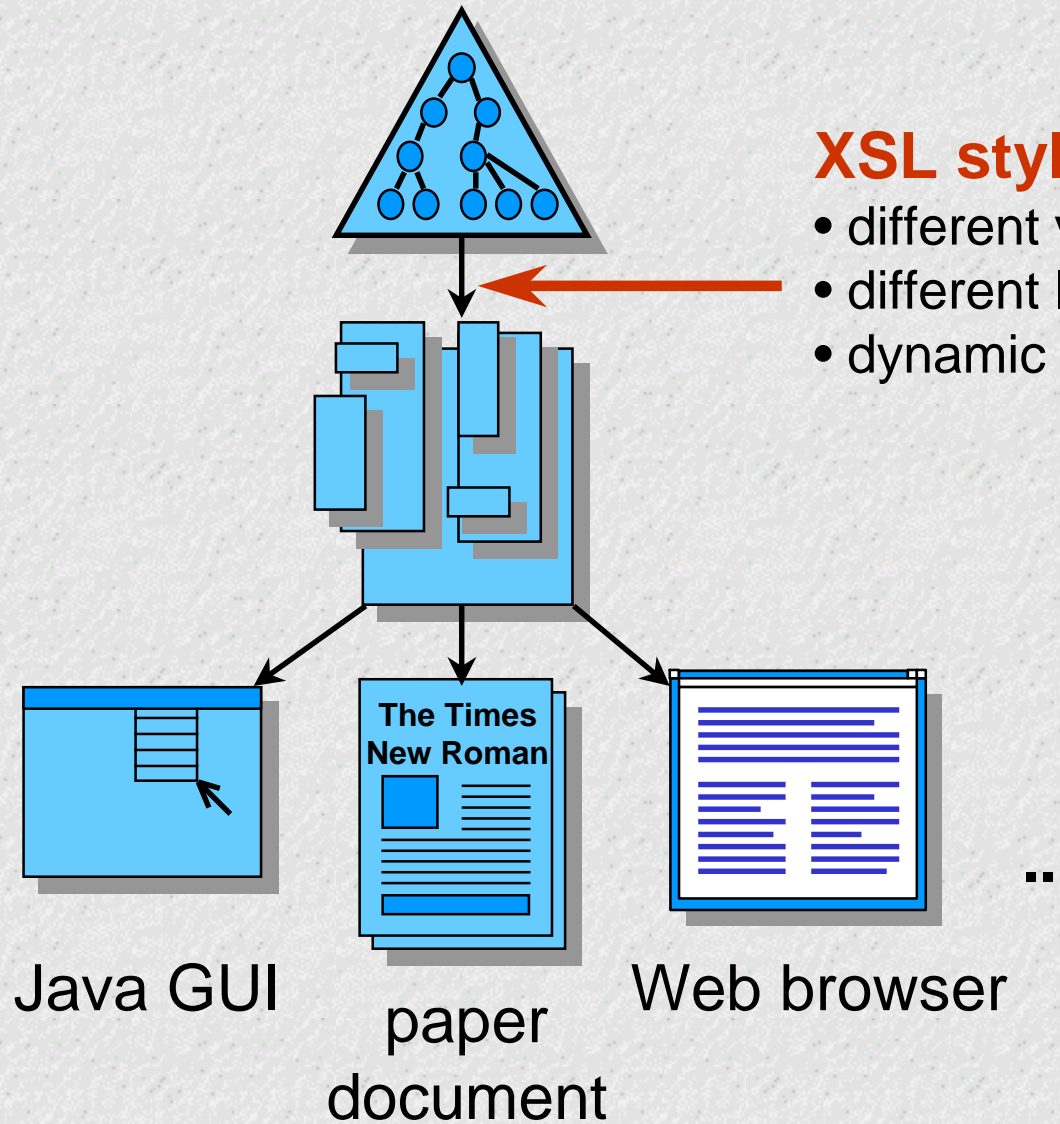 XSL styl
• different
• different
• dynamic
The Times
New Roman
..
Java GUI
paper
document
Web browser